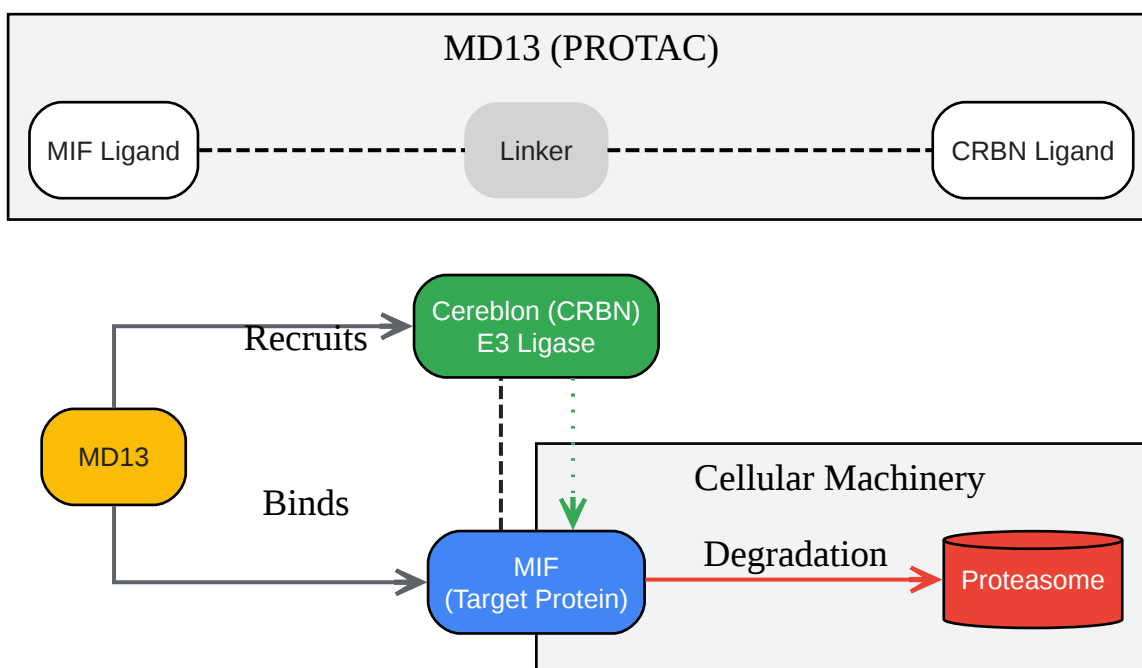 MD13 (PROTAC)
MIF Ligand
Linker
CRBN Ligand
Cereblon (CRBN)
E3 Ligase
Recruits
MD13
Cellular Machinery
Binds
Degradation
MIF
(Target Protein)
Proteasome